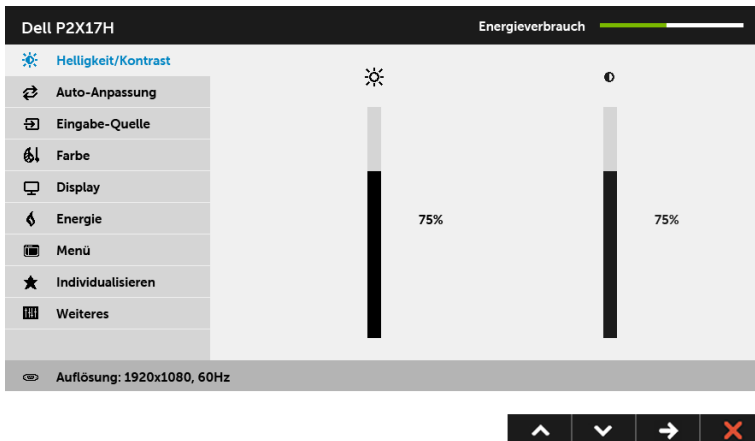 Dell P2X17H
Energieverbrauch
Helligkeit/Kontrast
Auto-Anpassung
Eingabe-Quelle
Farbe
Display
Energie
Menü
Individualisieren
Weiteres
75%
75%
Auflösung: 1920x1080, 60Hz